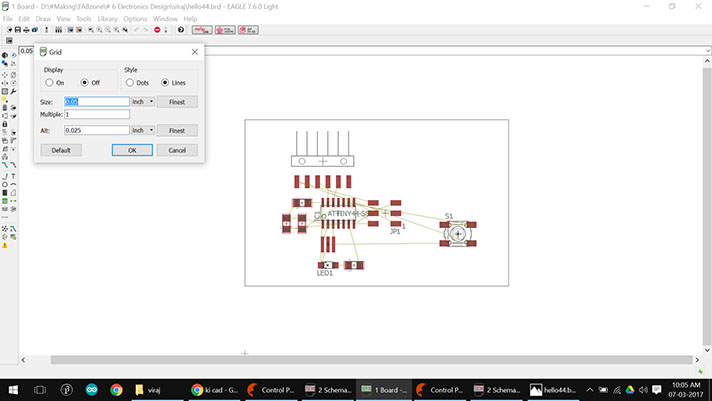 1 Board - D:\#Making\FABzone\# 6 Electronics Design\viraj\hello44.brd - EAGLE 7.6.0 Light
File Edit Draw View Tools Library Options Window Help
0.05
Grid
Display
On Off
Style
Dots Lines
Size: 0.05 inch Finest
Multiple: 1
Alt: 0.025 inch Finest
Default OK Cancel
S1
JP1
1
LED1
viraj
ki cad - G...
Control P...
2 Schema...
1 Board -...
Control P...
2 Schema...
hello44.b...
10:05 AM
07-03-2017